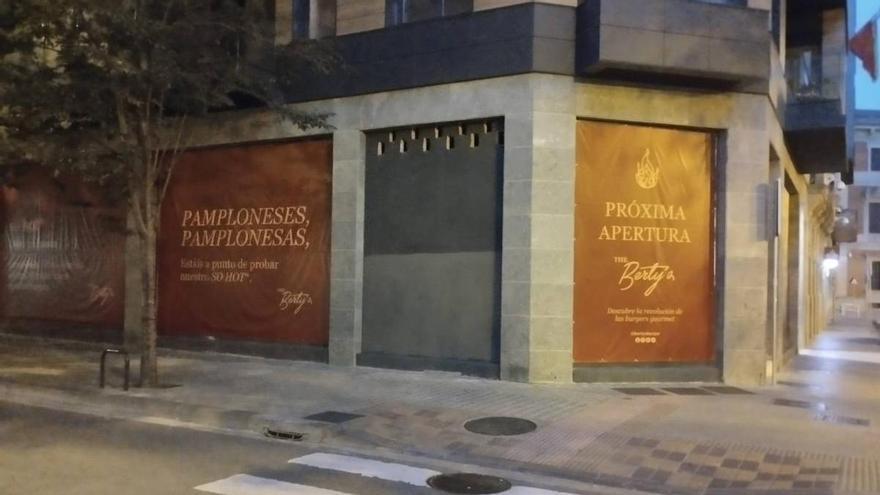 PAMPLONESES,
PAMPLONESAS,
Estáis a punto de probar
nuestro SO HOT*.
THE
Berty's
PRÓXIMA
APERTURA
THE
Berty's
Descubre la revolución de
las burgers gourmet